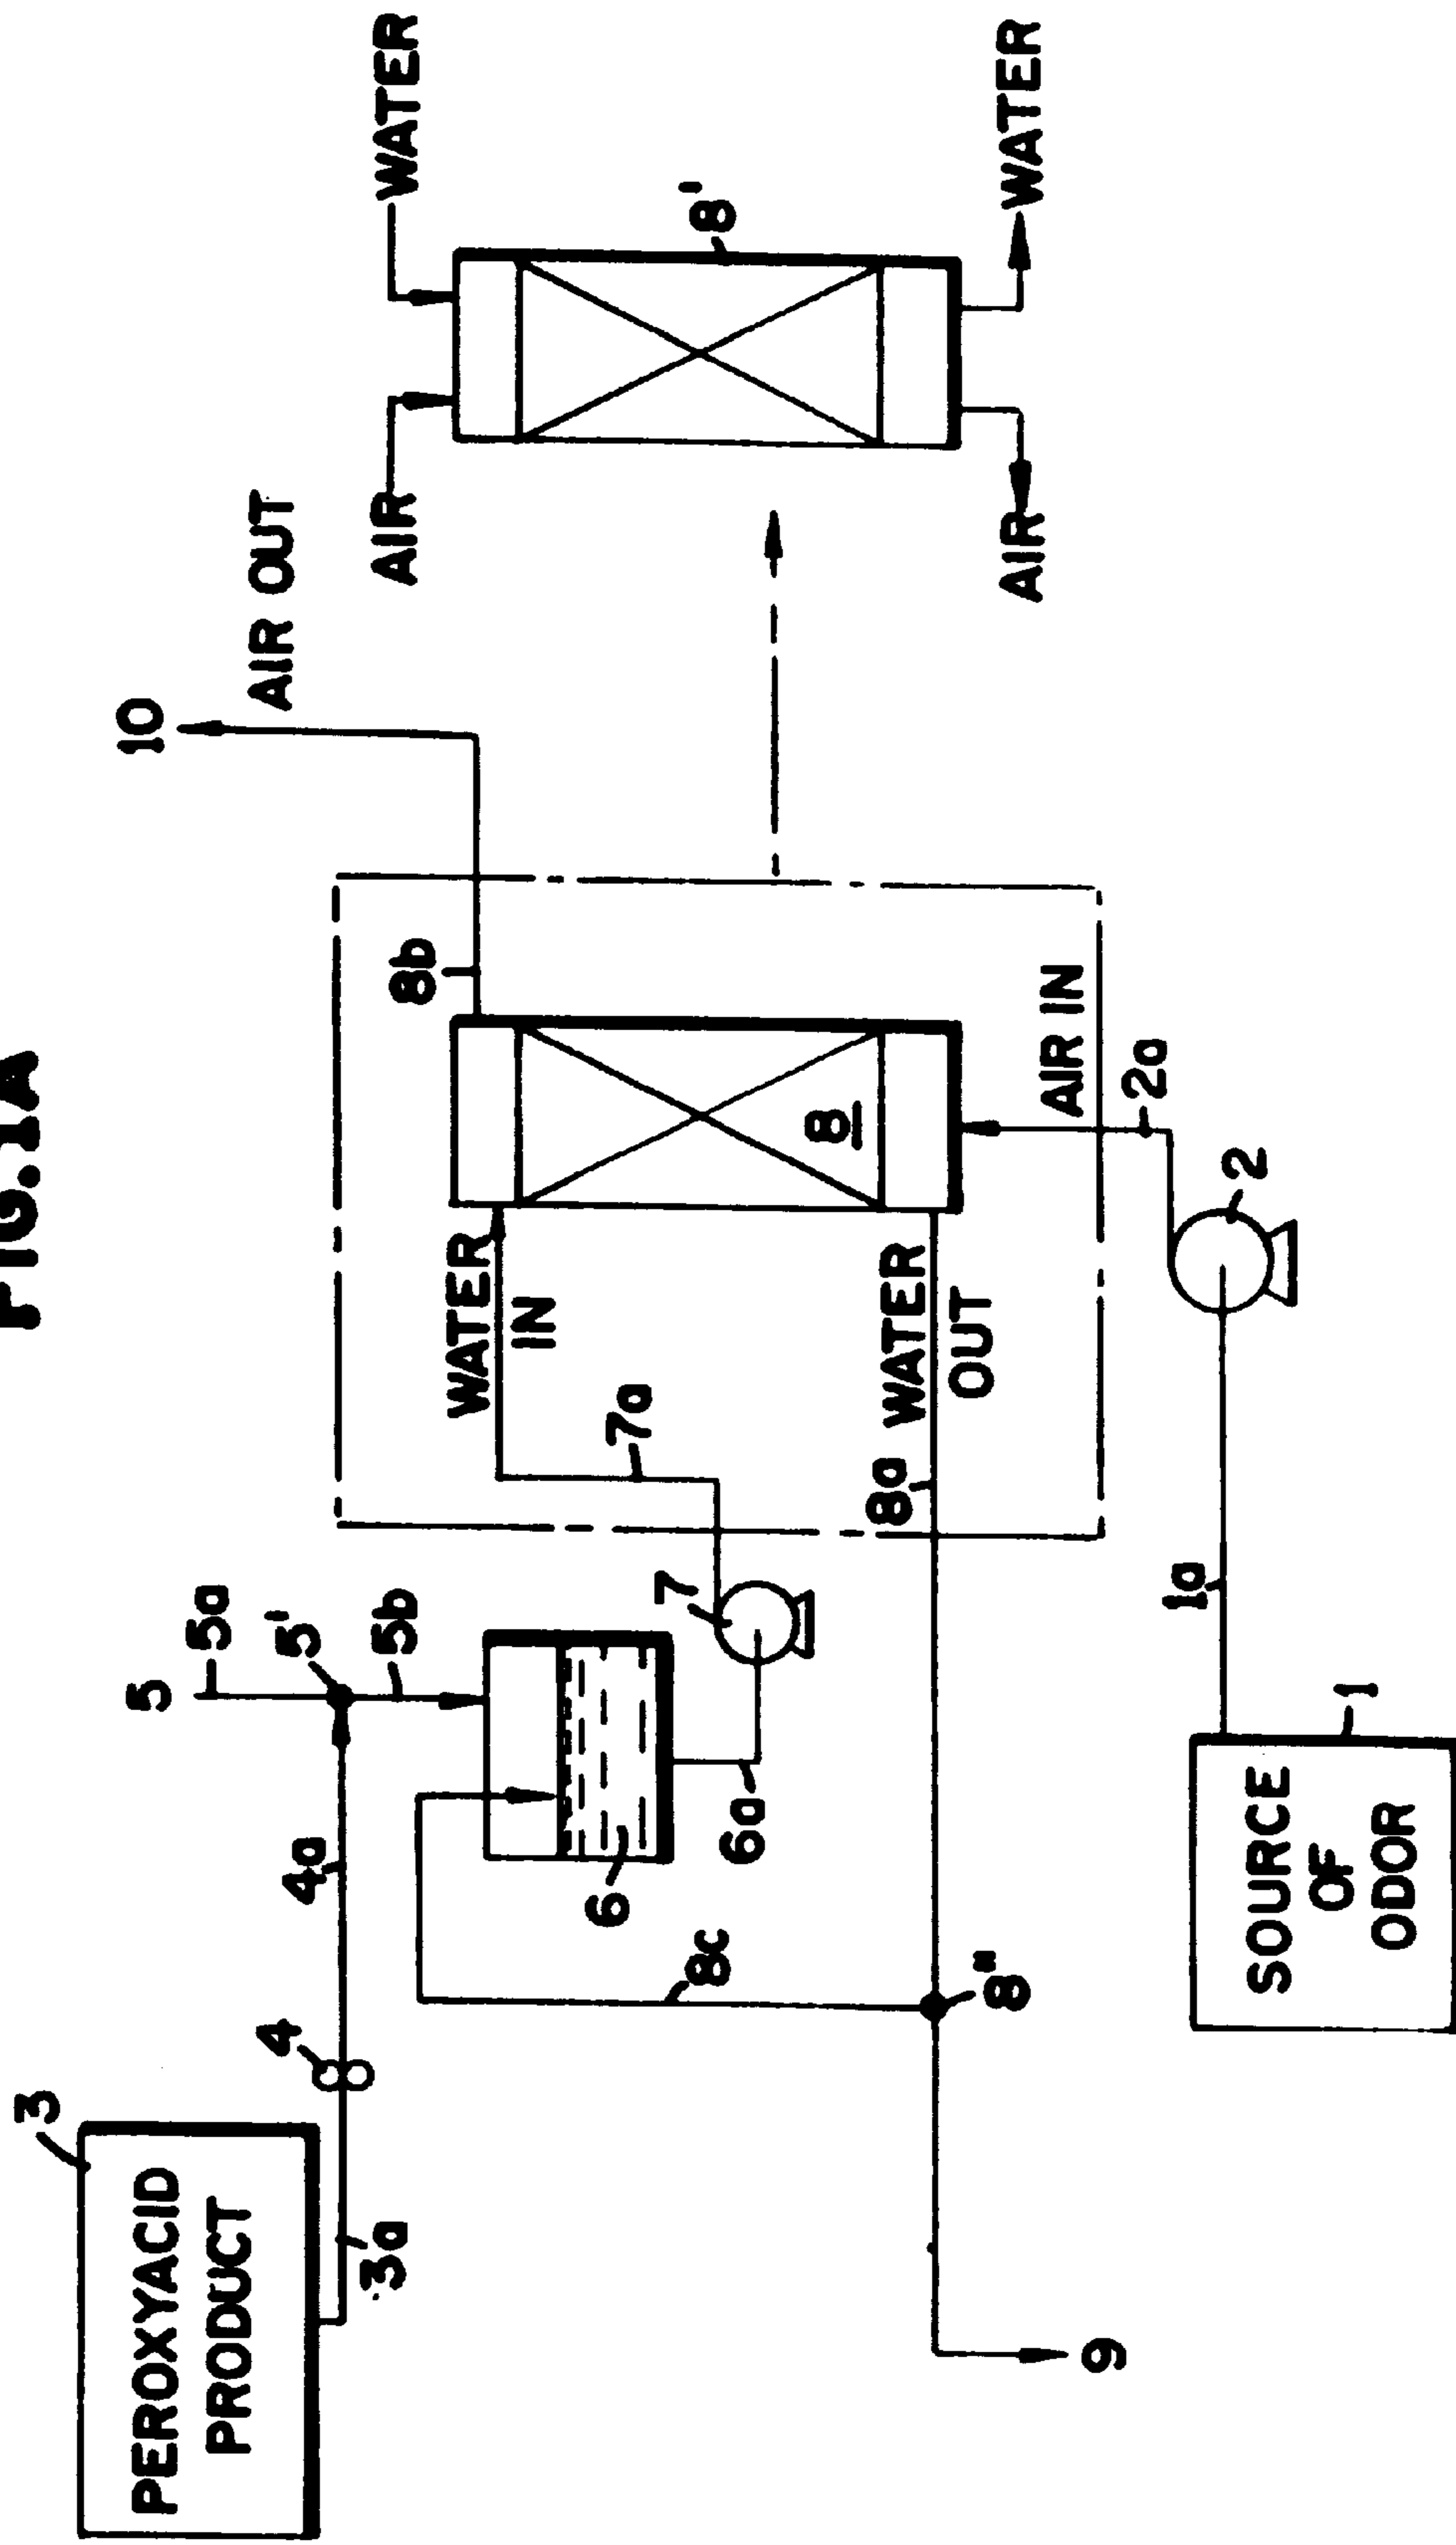 FIG.1A
3
PEROXYACID
PRODUCT
3a
4
4a
5
5a
5'
5b
6
6a
7
7a
8c
8"
9
8a
WATER
IN
WATER
OUT
8
8b
10
AIR OUT
AIR IN
2a
2
1a
1
SOURCE
OF
ODOR
AIR
WATER
8'
AIR
WATER